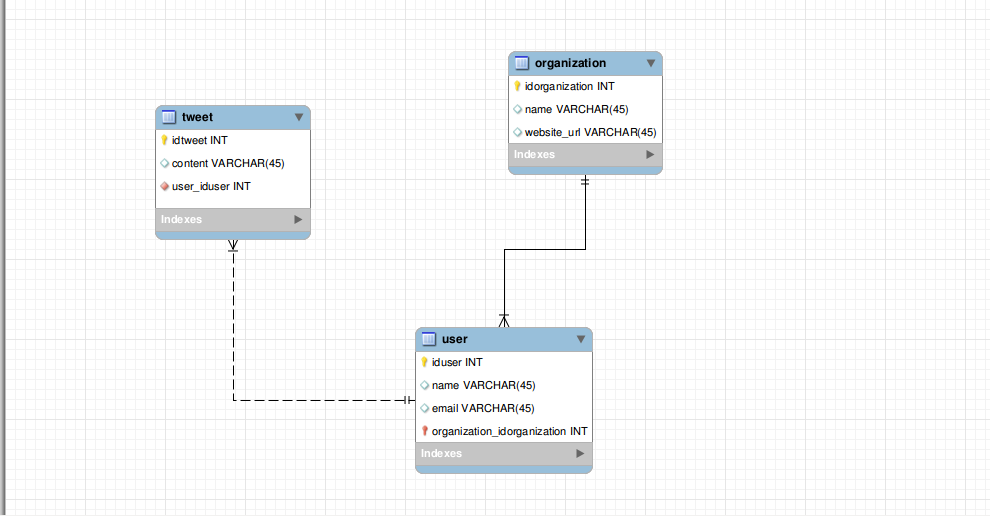 organization
idorganization INT
name VARCHAR(45)
website_url VARCHAR(45)
Indexes
tweet
idtweet INT
content VARCHAR(45)
user_iduser INT
Indexes
user
iduser INT
name VARCHAR(45)
email VARCHAR(45)
organization_idorganization INT
Indexes